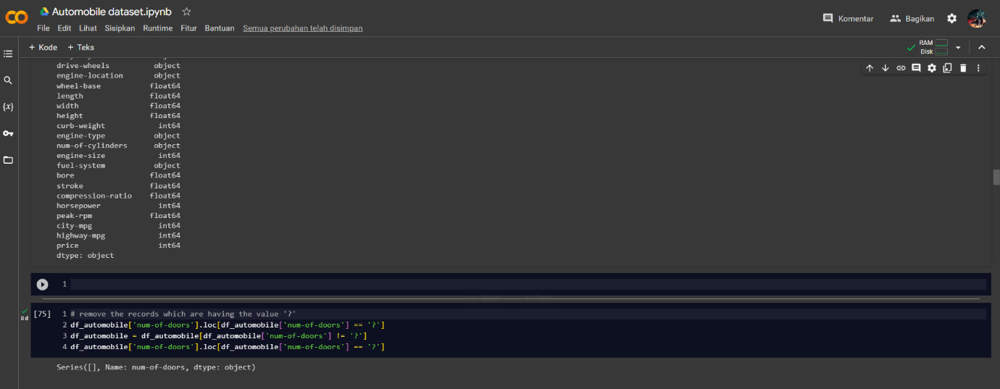 Automobile dataset.ipynb
File Edit Lihat Sisipkan Runtime Fitur Bantuan Semua perubahan telah disimpan
Komentar Bagikan
+ Kode + Teks
RAM
Disk
drive-wheels object
engine-location object
wheel-base float64
length float64
width float64
height float64
curb-weight int64
engine-type object
num-of-cylinders object
engine-size int64
fuel-system object
bore float64
stroke float64
compression-ratio float64
horsepower int64
peak-rpm float64
city-mpg int64
highway-mpg int64
price int64
dtype: object
1
[75] 1 # remove the records which are having the value '?'
0 d
2 df_automobile['num-of-doors'].loc[df_automobile['num-of-doors'] == '?']
3 df_automobile = df_automobile[df_automobile['num-of-doors'] != '?']
4 df_automobile['num-of-doors'].loc[df_automobile['num-of-doors'] == '?']
Series([], Name: num-of-doors, dtype: object)